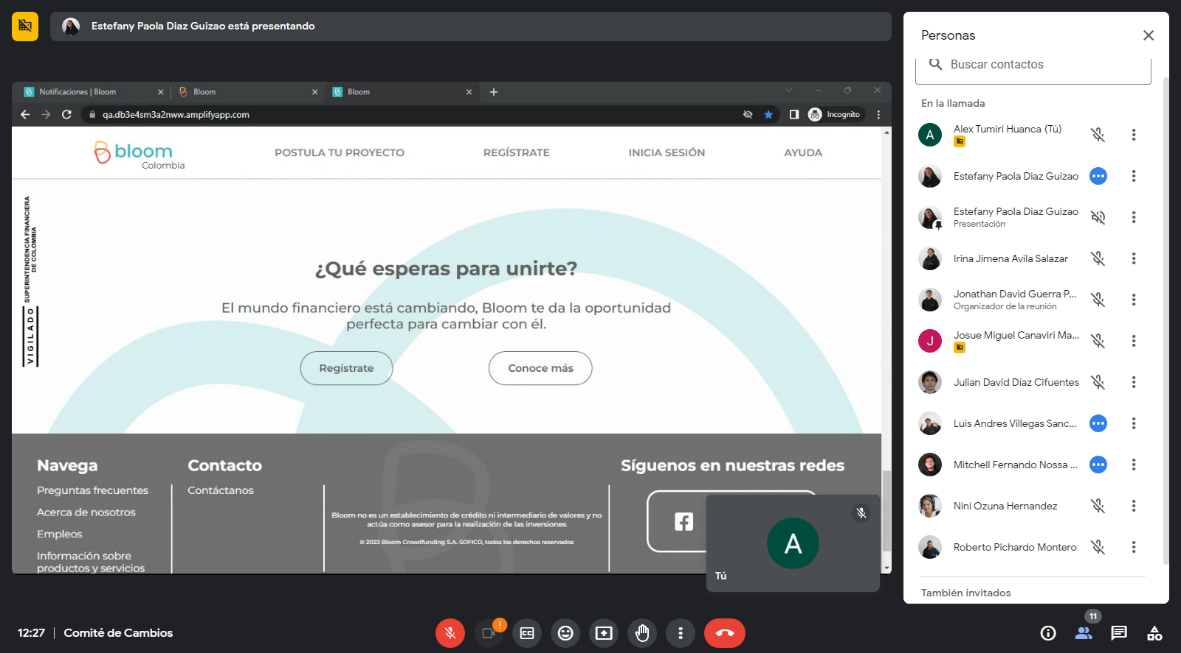 Estefany Paola Diaz Guizao está presentando
Notificaciones | Bloom
Bloom
Bloom
qa.db3e4sm3a2nww.amplifyapp.com
Incognito
bloom
Colombia
POSTULA TU PROYECTO
REGÍSTRATE
INICIA SESIÓN
AYUDA
VIGILADO
SUPERINTENDENCIA FINANCIERA
DE COLOMBIA
¿Qué esperas para unirte?
El mundo financiero está cambiando, Bloom te da la oportunidad
perfecta para cambiar con él.
Regístrate
Conoce más
Navega
Preguntas frecuentes
Acerca de nosotros
Empleos
Información sobre
productos y servicios
Contacto
Contáctanos
Bloom no es un establecimiento de crédito ni intermediario de valores y no
actúa como asesor para la realización de las inversiones
© 2023 Bloom Crowdfunding S.A. SOFICO, todos los derechos reservados
Síguenos en nuestras redes
A
Tú
12:27 | Comité de Cambios
Personas
Buscar contactos
En la llamada
A
Alex Tumiri Huanca (Tú)
Estefany Paola Diaz Guizao
Estefany Paola Diaz Guizao
Presentación
Irina Jimena Avila Salazar
Jonathan David Guerra P...
Organizador de la reunión
J
Josue Miguel Canaviri Ma...
Julian David Díaz Cifuentes
Luis Andres Villegas Sanc...
Mitchell Fernando Nossa ...
Nini Ozuna Hernandez
Roberto Pichardo Montero
También invitados
11